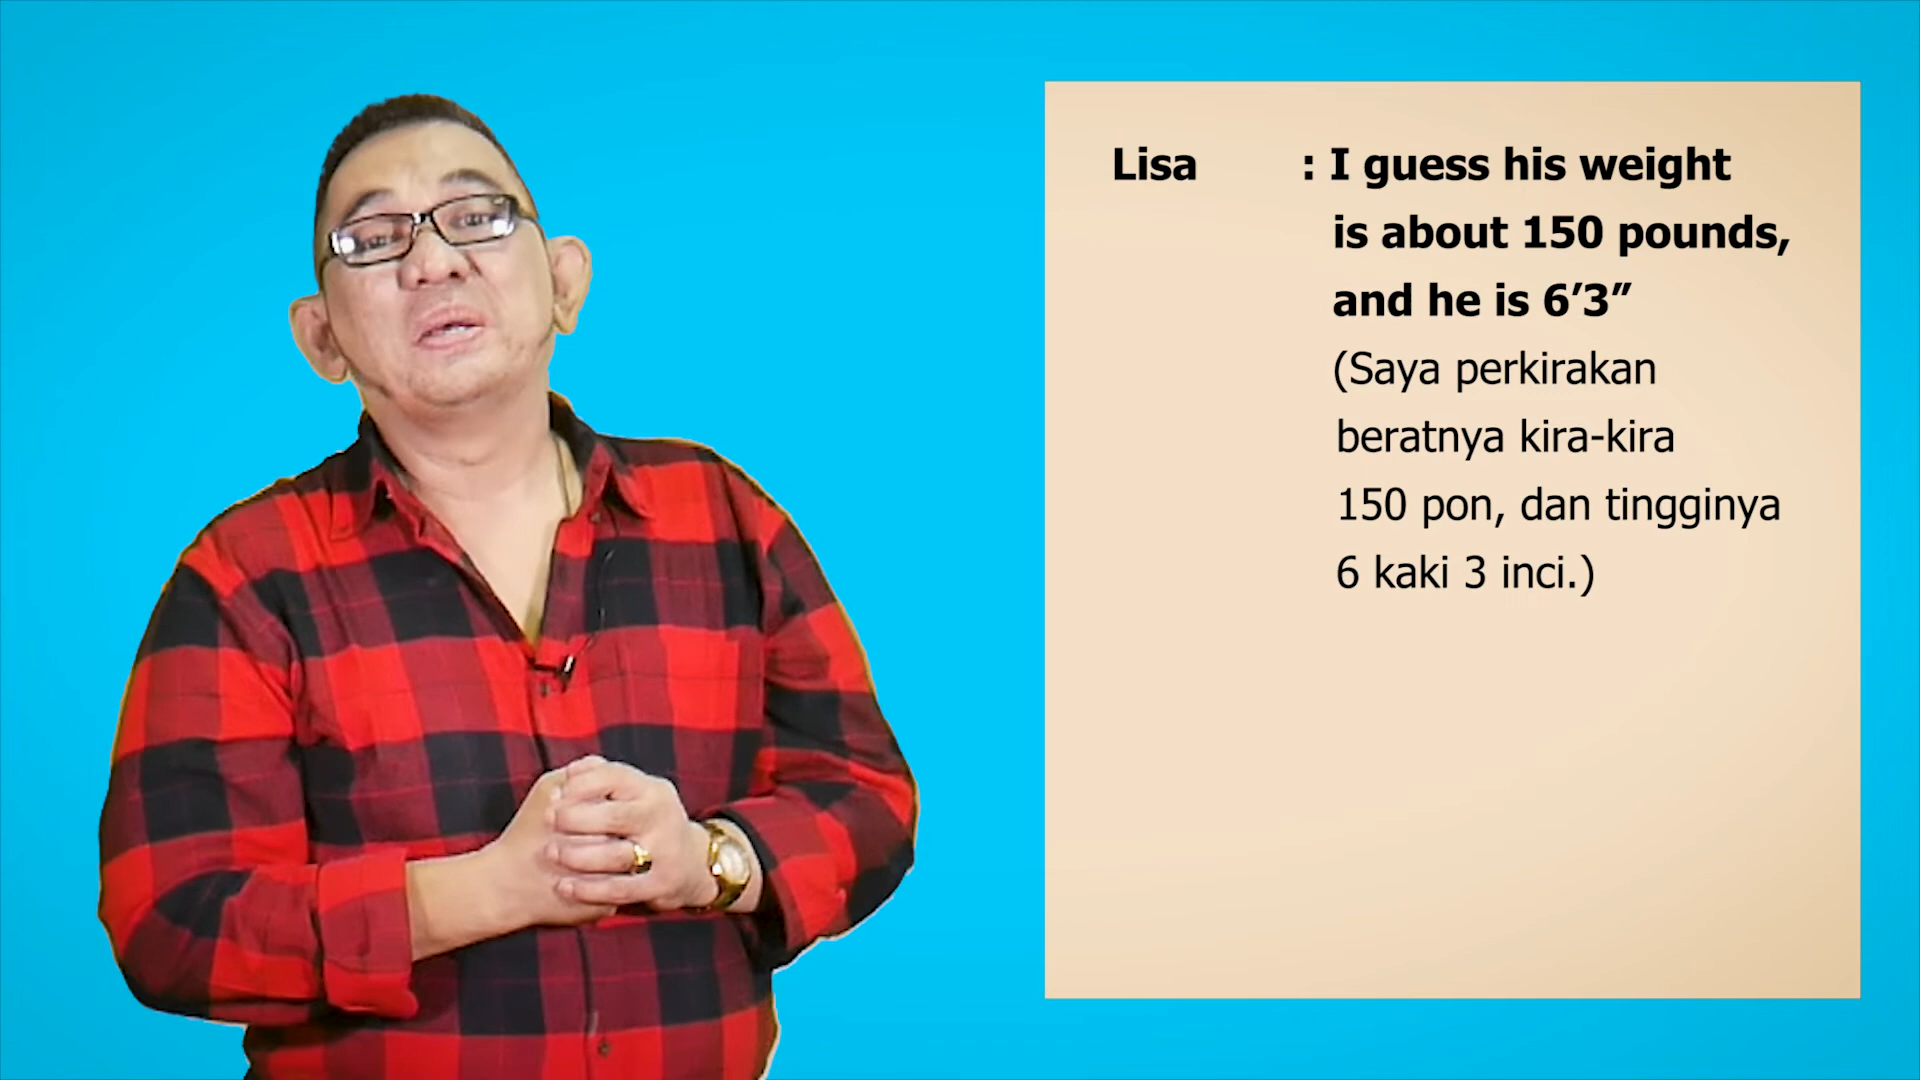 Lisa : I guess his weight
is about 150 pounds,
and he is 6’3”
(Saya perkirakan
beratnya kira-kira
150 pon, dan tingginya
6 kaki 3 inci.)